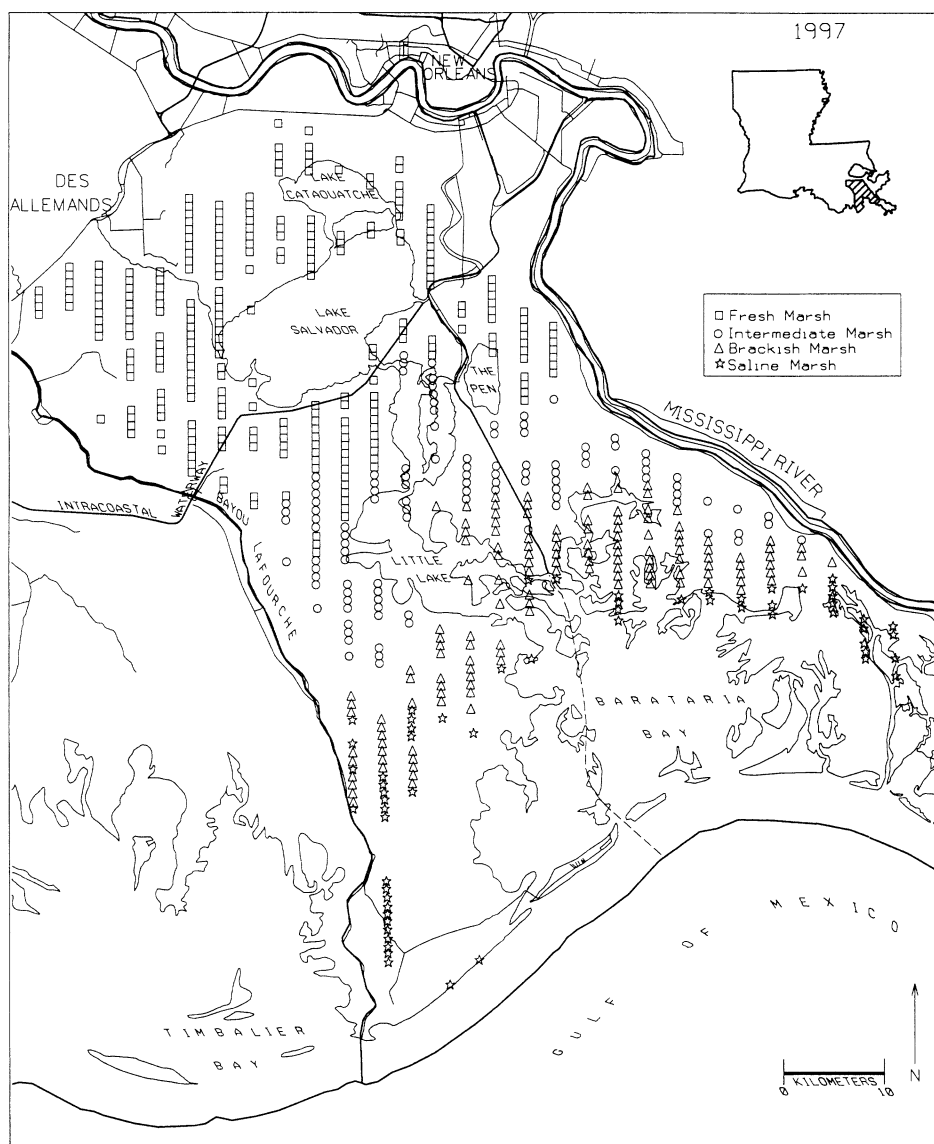 1997
NEW
ORLEANS
DES
ALLEMANDS
LAKE
CATAOUATCHE
LAKE
SALVADOR
Fresh Marsh
Intermediate Marsh
Brackish Marsh
Saline Marsh
THE
PEN
MISSISSIPPI RIVER
INTRACOASTAL
WATERWAY
BAYOU
LAFOURCHE
LITTLE
LAKE
BARATARIA
BAY
GULF OF MEXICO
TIMBALIER
BAY
N
KILOMETERS
0 10